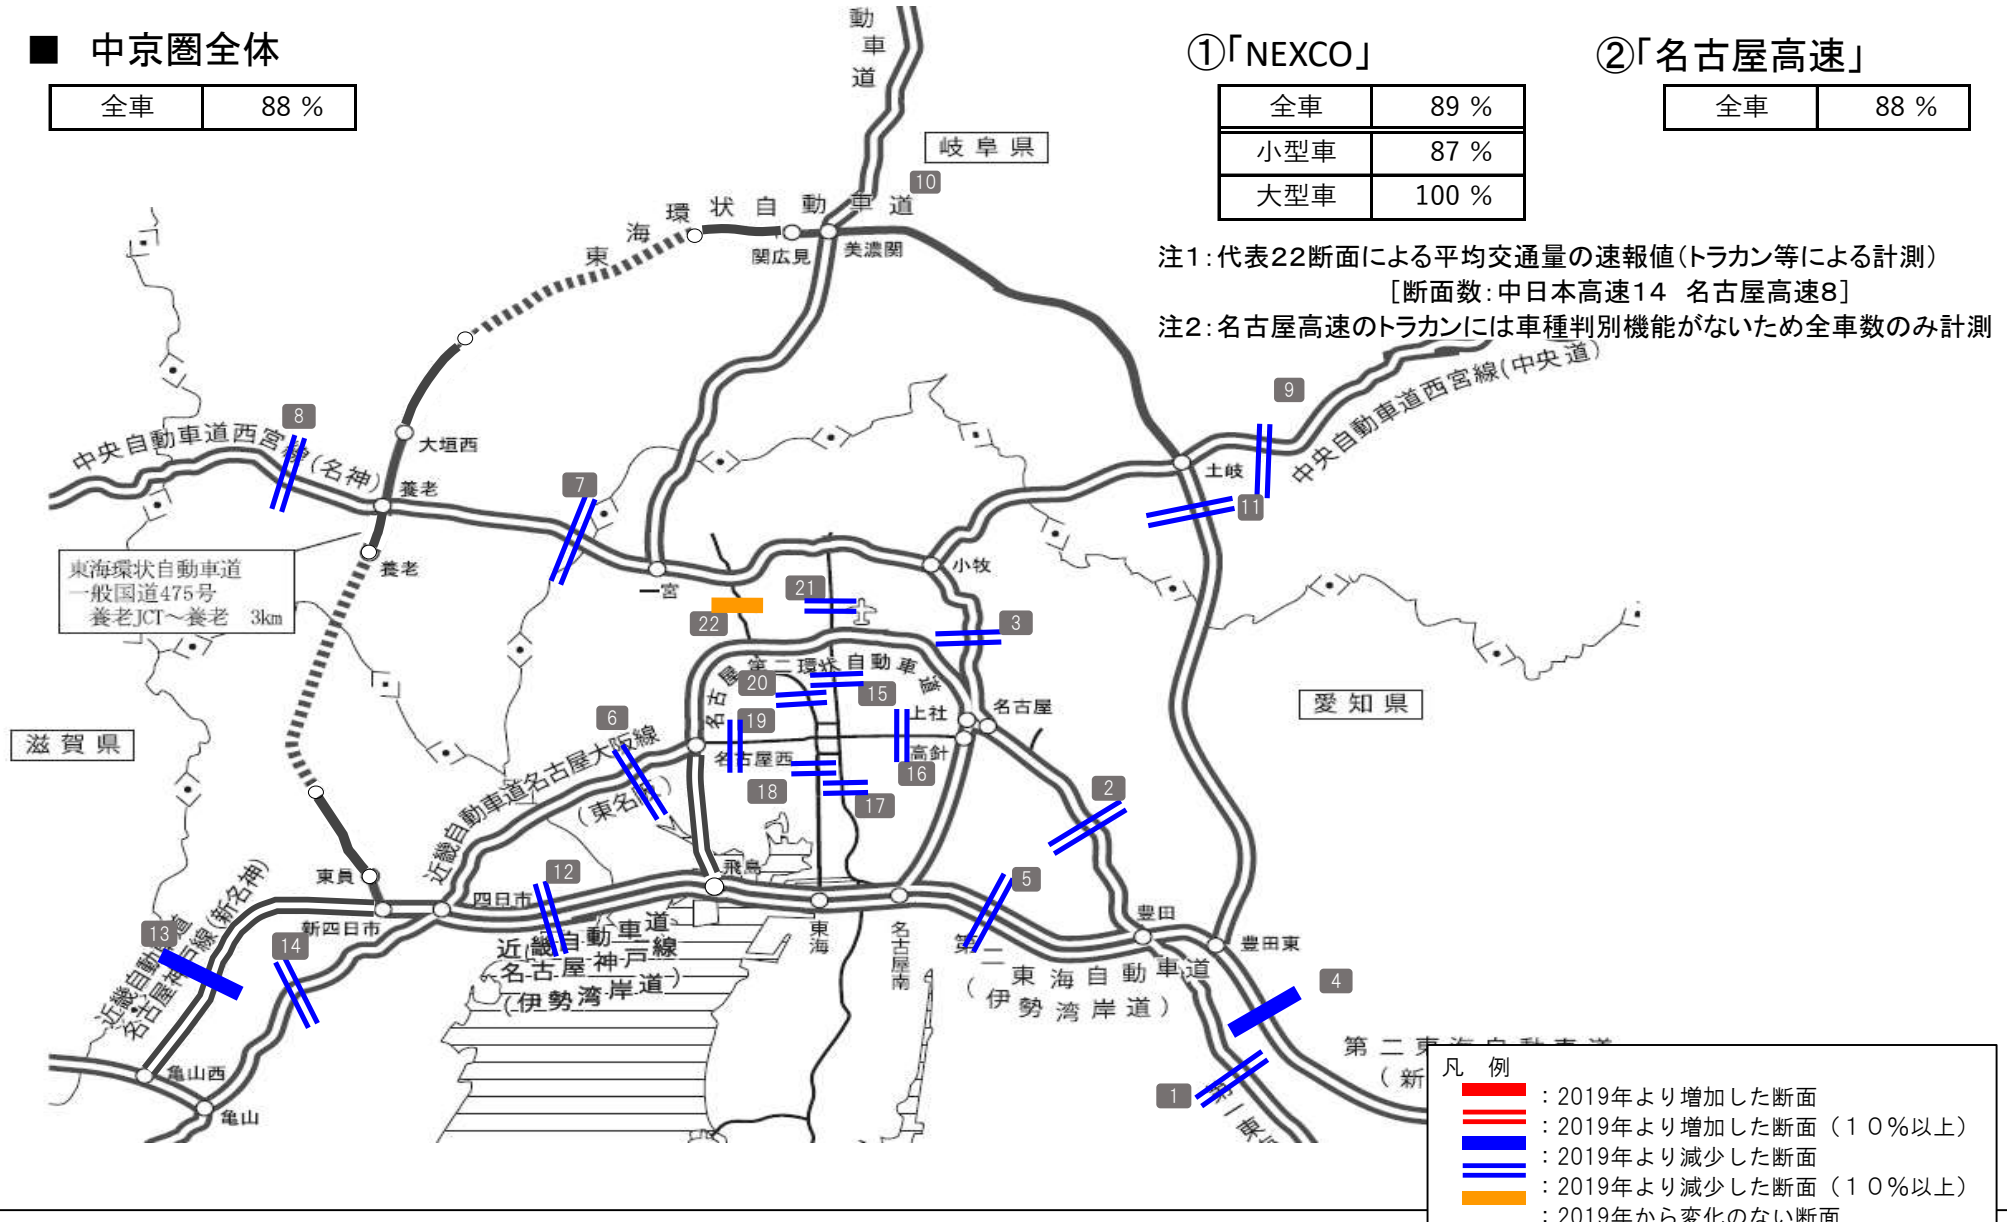 ■ 中京圏全体
全車 88 %
①「NEXCO」
全車 89 %
小型車 87 %
大型車 100 %
②「名古屋高速」
全車 88 %
注1：代表22断面による平均交通量の速報値（トラカン等による計測）
［断面数：中日本高速14 名古屋高速8］
注2：名古屋高速のトラカンには車種判別機能がないため全車数のみ計測
動車道
岐阜県
10
東海環状自動車道
関広見
美濃関
中央自動車道西宮線(中央道)
9
8
中央自動車道西宮線(名神)
大垣西
養老
7
土岐
11
養老
東海環状自動車道
一般国道475号
養老JCT～養老 3km
一宮
小牧
21
22
3
名古屋第二環状自動車道
20
15
上社
名古屋
愛知県
滋賀県
6
19
名古屋西
高針
16
近畿自動車道名古屋大阪線
(東名阪)
18
17
2
飛島
東員
12
四日市
5
新四日市
豊田
豊田東
13
14
近畿自動車道
名古屋神戸線(新名神)
近畿自動車道
名古屋神戸線
(伊勢湾岸道)
東海
名古屋南
第二東海自動車道
(伊勢湾岸道)
4
亀山西
亀山
1
第一東
第二東海自動車道
(新
凡 例
：2019年より増加した断面
：2019年より増加した断面（１０%以上）
：2019年より減少した断面
：2019年より減少した断面（１０%以上）
：2019年から変化のない断面